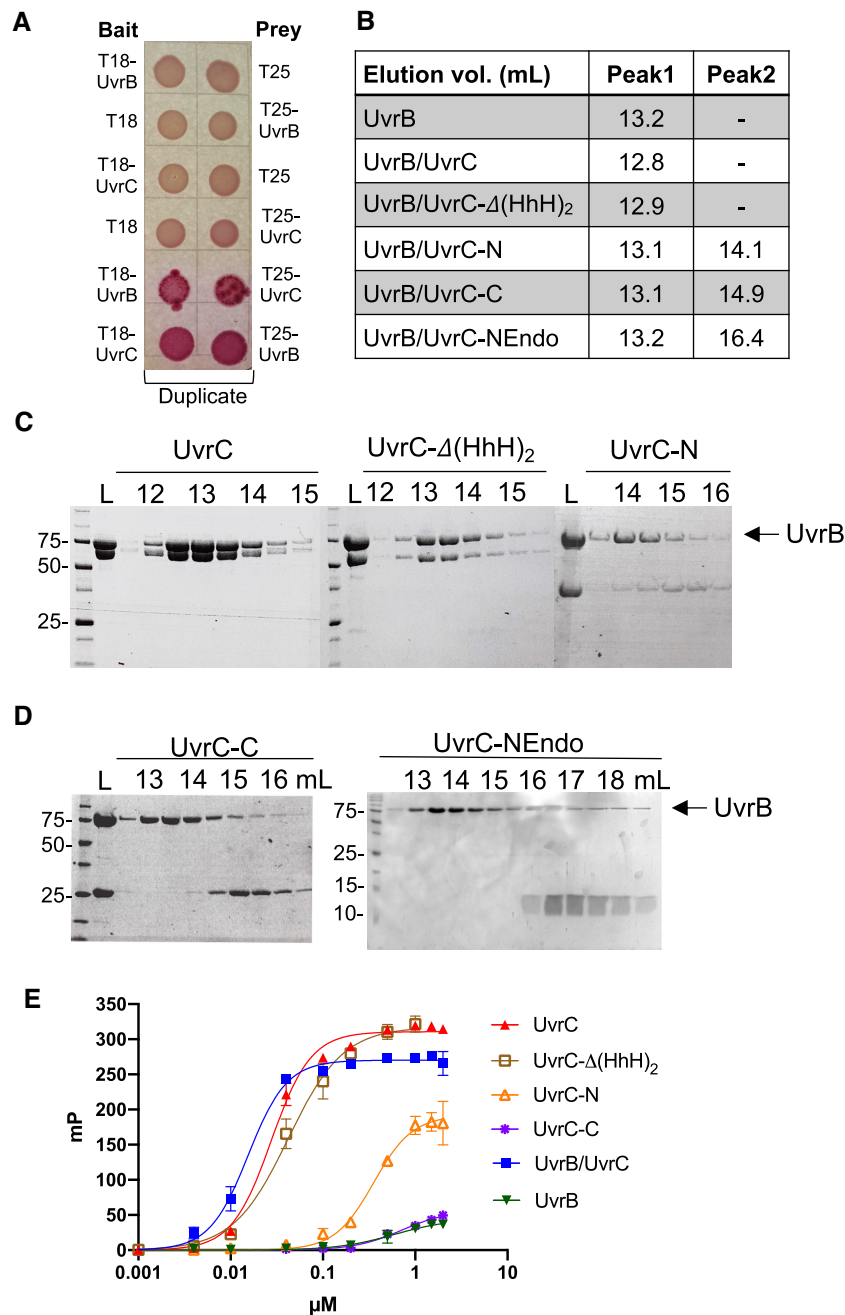 A
Bait
Prey
T18-
UvrB
T25
T18
T25-
UvrB
T18-
UvrC
T25
T18
T25-
UvrC
T18-
UvrB
T25-
UvrC
T18-
UvrC
T25-
UvrB
Duplicate
B
Elution vol. (mL) Peak1 Peak2
UvrB 13.2 -
UvrB/UvrC 12.8 -
UvrB/UvrC-Δ(HhH)₂ 12.9 -
UvrB/UvrC-N 13.1 14.1
UvrB/UvrC-C 13.1 14.9
UvrB/UvrC-NEndo 13.2 16.4
C
UvrC UvrC-Δ(HhH)₂ UvrC-N
L 12 13 14 15 L 12 13 14 15 L 14 15 16
75-
50-
25-
UvrB
D
UvrC-C UvrC-NEndo
L 13 14 15 16 mL 13 14 15 16 17 18 mL
75-
50-
25-
75-
25-
15-
10-
UvrB
E
mP
350
300
250
200
150
100
50
0
0.001 0.01 0.1 1 10
µM
UvrC
UvrC-Δ(HhH)₂
UvrC-N
UvrC-C
UvrB/UvrC
UvrB